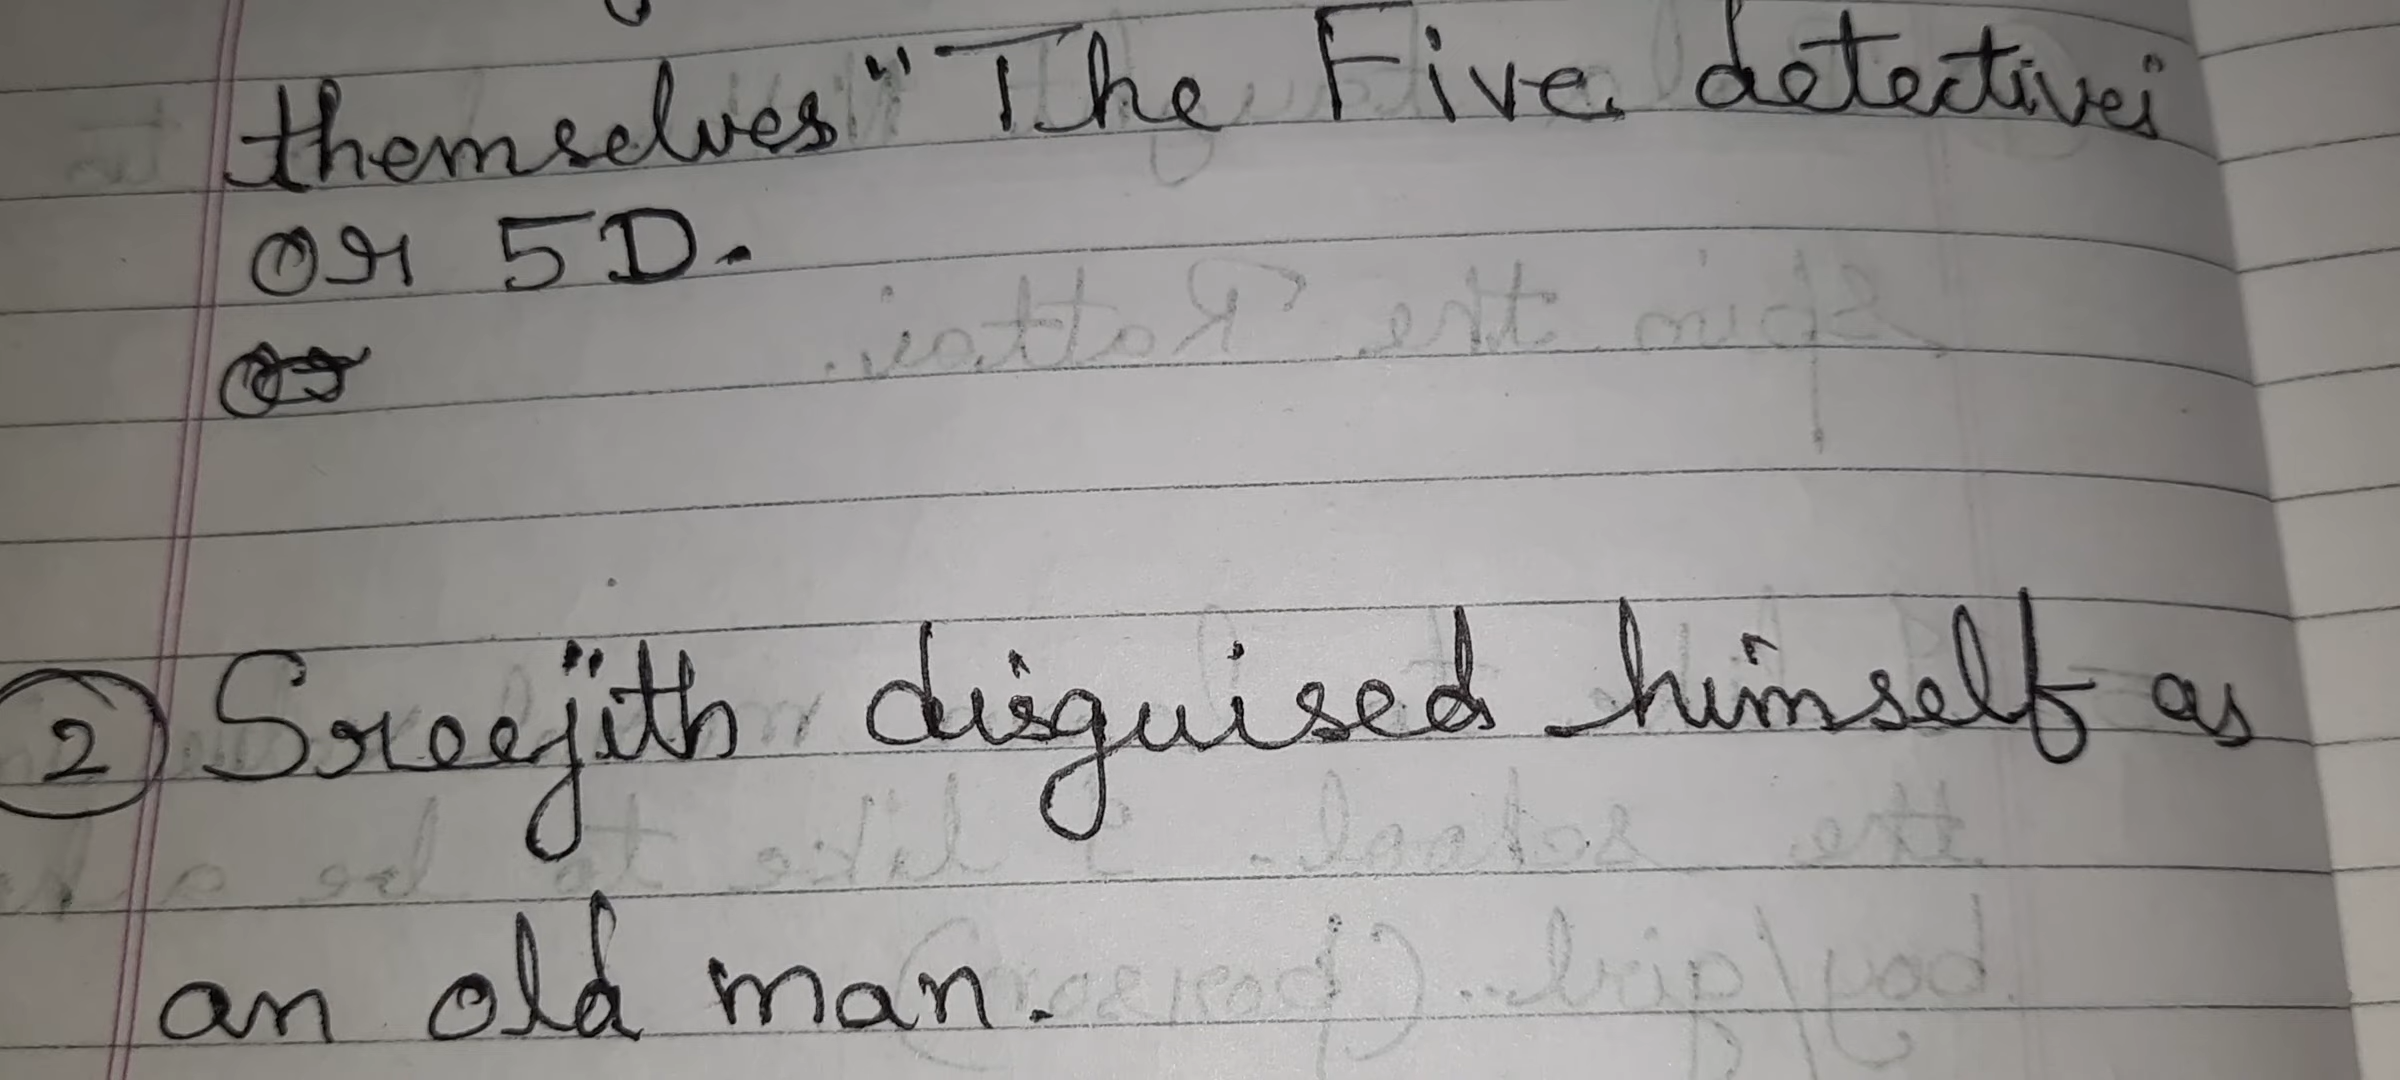 themselves "The Five detectives
or 5D.
② Sreejith disguised himself as
an old man.